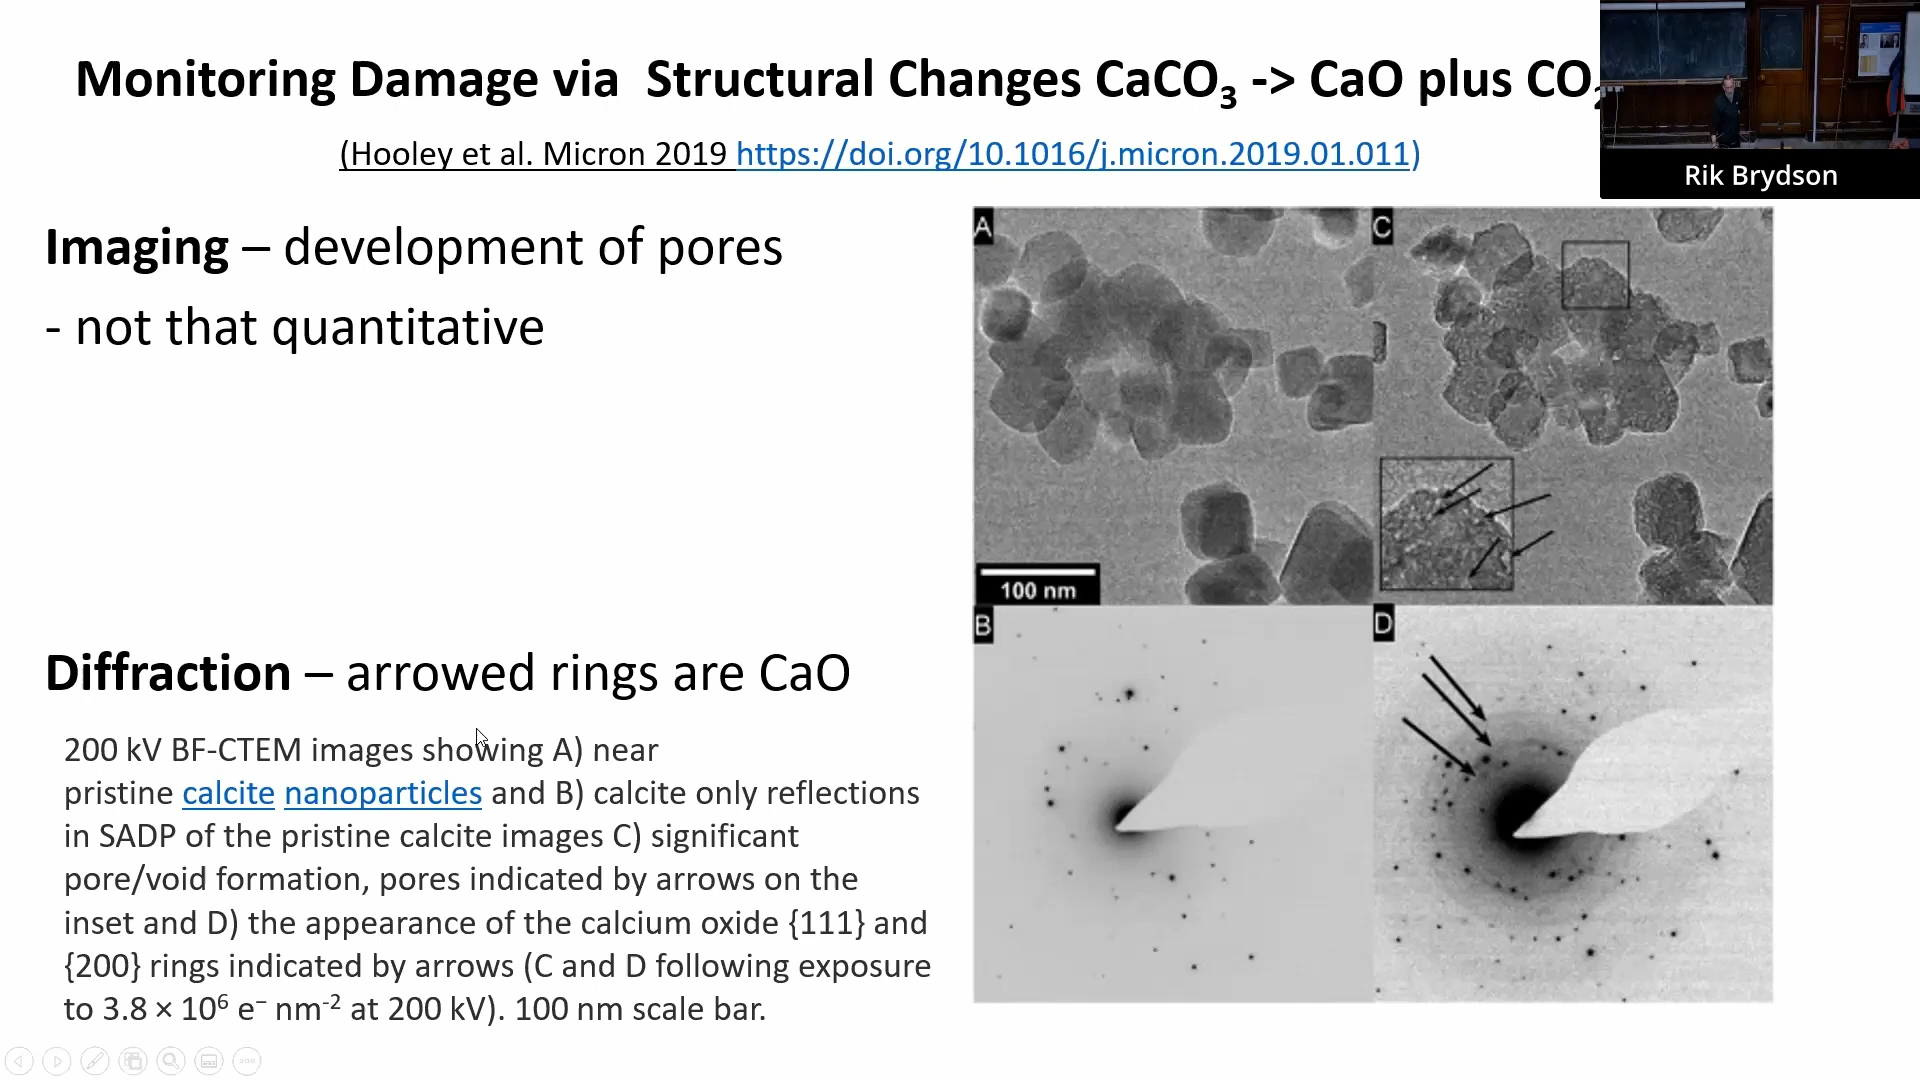 Monitoring Damage via Structural Changes CaCO₃ -> CaO plus CO₂
(Hooley et al. Micron 2019 https://doi.org/10.1016/j.micron.2019.01.011)
Rik Brydson
Imaging – development of pores
- not that quantitative
Diffraction – arrowed rings are CaO
200 kV BF-CTEM images showing A) near
pristine calcite nanoparticles and B) calcite only reflections
in SADP of the pristine calcite images C) significant
pore/void formation, pores indicated by arrows on the
inset and D) the appearance of the calcium oxide {111} and
{200} rings indicated by arrows (C and D following exposure
to 3.8 × 10⁶ e⁻ nm⁻² at 200 kV). 100 nm scale bar.
A
C
100 nm
B
D